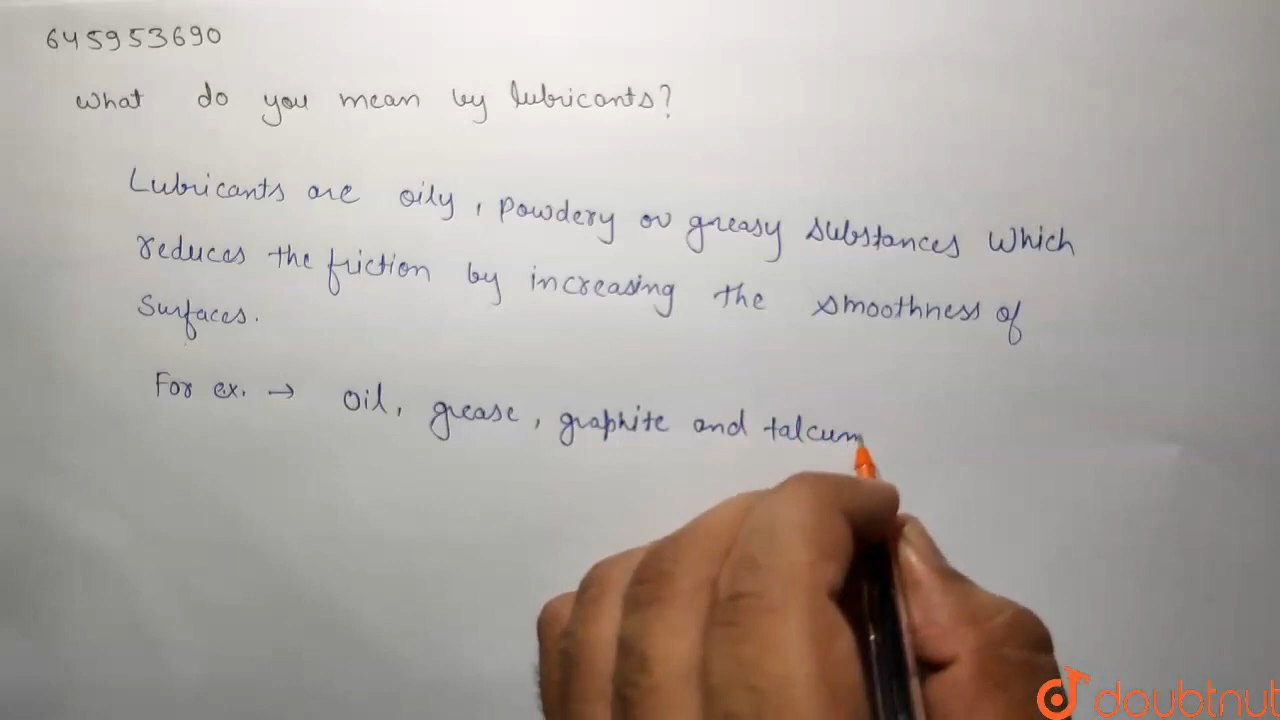 645953690
What do you mean by lubricants?
Lubricants are oily, powdery or greasy substances which
reduces the friction by increasing the smoothness of
surfaces.
For ex. → Oil, grease, graphite and talcum
doubtnut